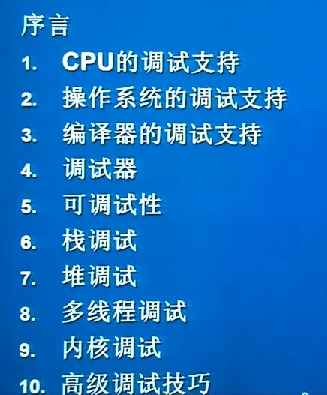 序言
1. CPU的调试支持
2. 操作系统的调试支持
3. 编译器的调试支持
4. 调试器
5. 可调试性
6. 栈调试
7. 堆调试
8. 多线程调试
9. 内核调试
10. 高级调试技巧